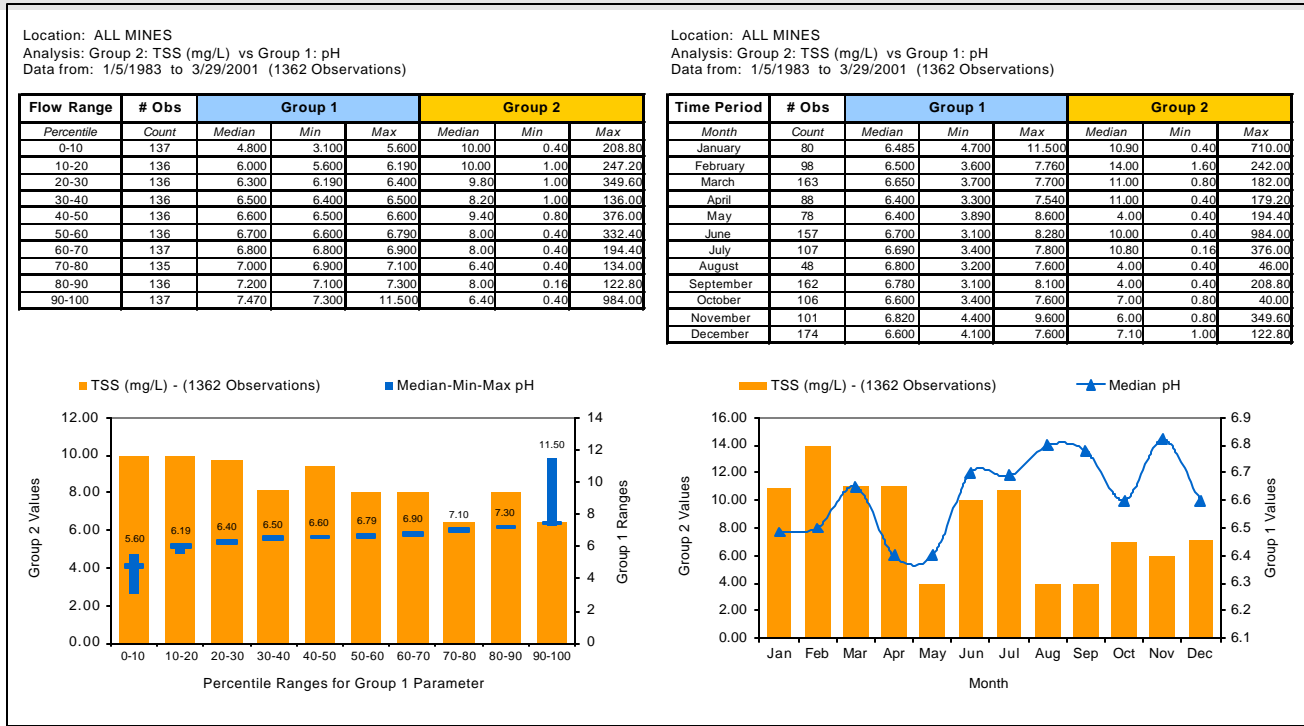 Location: ALL MINES
Analysis: Group 2: TSS (mg/L) vs Group 1: pH
Data from: 1/5/1983 to 3/29/2001 (1362 Observations)
Flow Range # Obs Group 1 Group 2
Percentile Count Median Min Max Median Min Max
0-10 137 4.800 3.100 5.600 10.00 0.40 208.80
10-20 136 6.000 5.600 6.190 10.00 1.00 247.20
20-30 136 6.300 6.190 6.400 9.80 1.00 349.60
30-40 136 6.500 6.400 6.500 8.20 1.00 136.00
40-50 136 6.600 6.500 6.600 9.40 0.80 376.00
50-60 136 6.700 6.600 6.790 8.00 0.40 332.40
60-70 137 6.800 6.800 6.900 8.00 0.40 194.40
70-80 135 7.000 6.900 7.100 6.40 0.40 134.00
80-90 136 7.200 7.100 7.300 8.00 0.16 122.80
90-100 137 7.470 7.300 11.500 6.40 0.40 984.00
Location: ALL MINES
Analysis: Group 2: TSS (mg/L) vs Group 1: pH
Data from: 1/5/1983 to 3/29/2001 (1362 Observations)
Time Period # Obs Group 1 Group 2
Month Count Median Min Max Median Min Max
January 80 6.485 4.700 11.500 10.90 0.40 710.00
February 98 6.500 3.600 7.760 14.00 1.60 242.00
March 163 6.650 3.700 7.700 11.00 0.80 182.00
April 88 6.400 3.300 7.540 11.00 0.40 179.20
May 78 6.400 3.890 8.600 4.00 0.40 194.40
June 157 6.700 3.100 8.280 10.00 0.40 984.00
July 107 6.690 3.400 7.800 10.80 0.16 376.00
August 48 6.800 3.200 7.600 4.00 0.40 46.00
September 162 6.780 3.100 8.100 4.00 0.40 208.80
October 106 6.600 3.400 7.600 7.00 0.80 40.00
November 101 6.820 4.400 9.600 6.00 0.80 349.60
December 174 6.600 4.100 7.600 7.10 1.00 122.80
TSS (mg/L) - (1362 Observations) Median-Min-Max pH
12.00
10.00
8.00
6.00
4.00
2.00
0.00
Group 2 Values
5.60 6.19 6.40 6.50 6.60 6.79 6.90 7.10 7.30 11.50
14
12
10
8
6
4
2
0
Group 1 Ranges
0-10 10-20 20-30 30-40 40-50 50-60 60-70 70-80 80-90 90-100
Percentile Ranges for Group 1 Parameter
TSS (mg/L) - (1362 Observations) Median pH
16.00
14.00
12.00
10.00
8.00
6.00
4.00
2.00
0.00
Group 2 Values
6.9
6.8
6.7
6.6
6.5
6.4
6.3
6.2
6.1
Group 1 Values
Jan Feb Mar Apr May Jun Jul Aug Sep Oct Nov Dec
Month